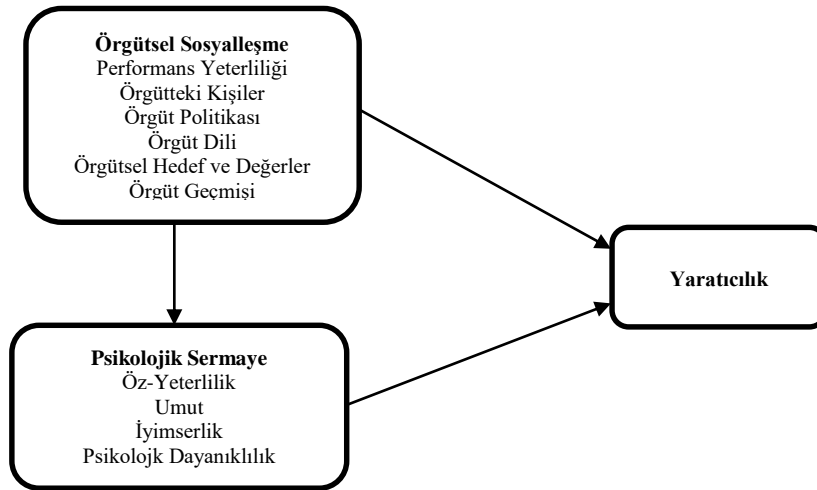 Örgütsel Sosyalleşme
Performans Yeterliliği
Örgütteki Kişiler
Örgüt Politikası
Örgüt Dili
Örgütsel Hedef ve Değerler
Örgüt Geçmişi
Yaratıcılık
Psikolojik Sermaye
Öz-Yeterlilik
Umut
İyimserlik
Psikolojk Dayanıklılık